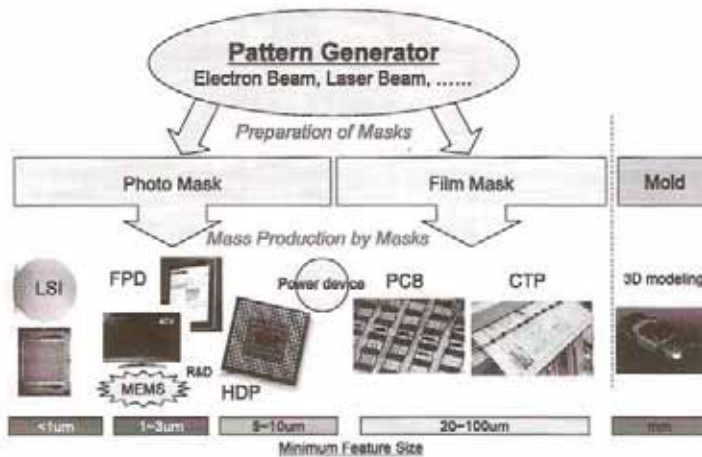 Pattern Generator
Electron Beam, Laser Beam, ......
Preparation of Masks
Photo Mask
Film Mask
Mold
Mass Production by Masks
LSI
FPD
Power device
PCB
CTP
3D modeling
MEMS
R&D
HDP
<1um
1~3um
5~10um
20~100um
mm
Minimum Feature Size